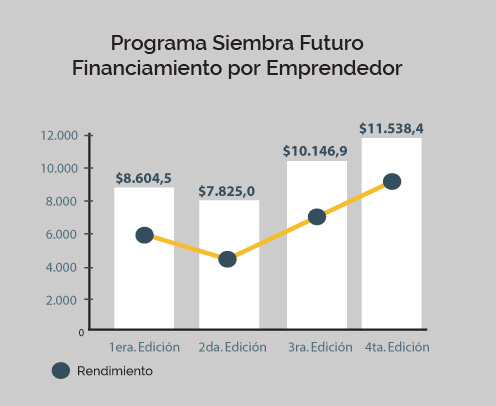 Programa Siembra Futuro
Financiamiento por Emprendedor
$11.538,4
12.000
$10.146,9
10.000
$8.604,5
$7.825,0
8.000
6.000
4.000
2.000
0
1era. Edición 2da. Edición 3ra. Edición 4ta. Edición
Rendimiento